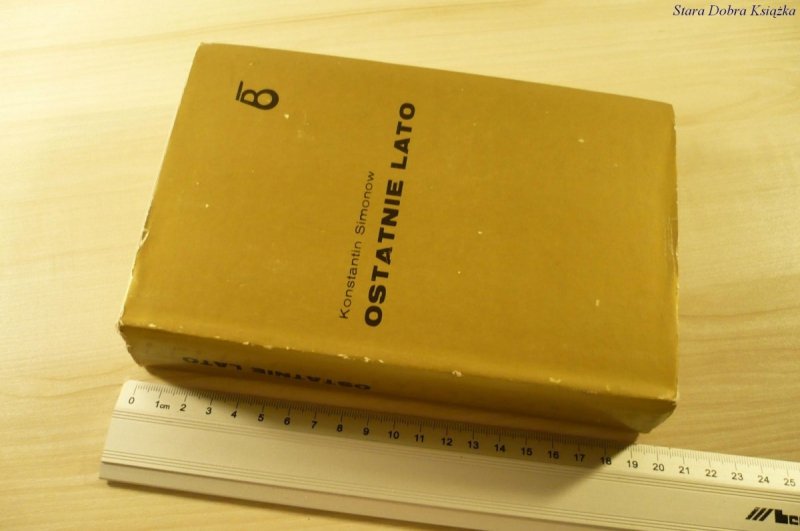 Stara Dobra Książka
B
Konstantin Simonow
OSTATNIE LATO
OSTATNIE LATO
0 1cm 2 3 4 5 6 7 8 9 10 11 12 13 14 15 16 17 18 19 20 21 22 23 24 25